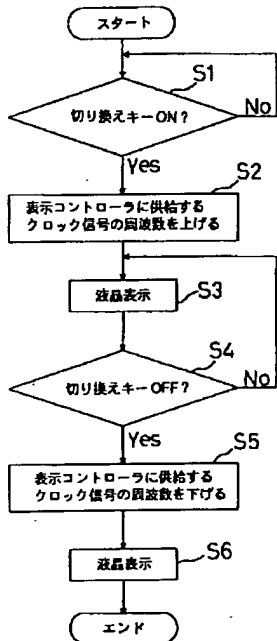 スタート
S1
切り換えキーON?
No
Yes
S2
表示コントローラに供給する
クロック信号の周波数を上げる
液晶表示
S3
S4
切り換えキーOFF?
No
Yes
S5
表示コントローラに供給する
クロック信号の周波数を下げる
液晶表示
S6
エンド